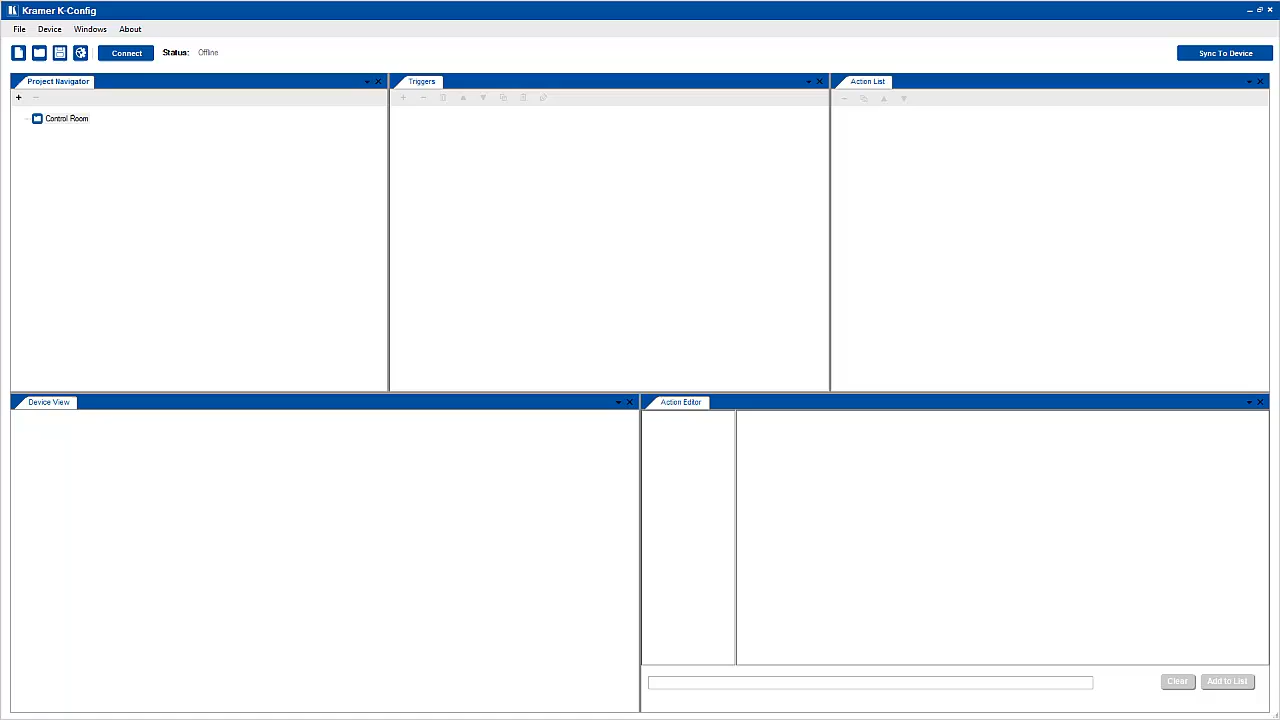 Kramer K-Config
File Device Windows About
Connect Status: Offline Sync To Device
Project Navigator Triggers Action List
Control Room
Device View Action Editor
Clear Add to List